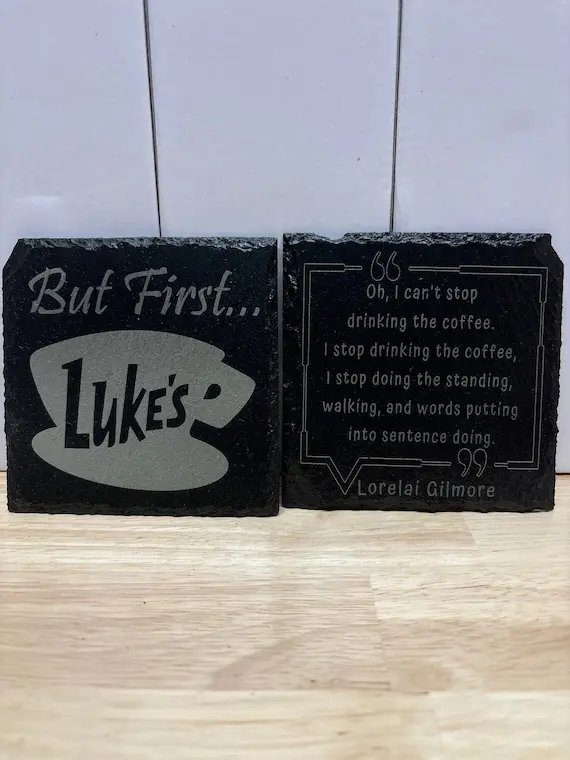 But First...
Luke's
“
Oh, I can't stop
drinking the coffee.
I stop drinking the coffee,
I stop doing the standing,
walking, and words putting
into sentence doing.
”
Lorelai Gilmore